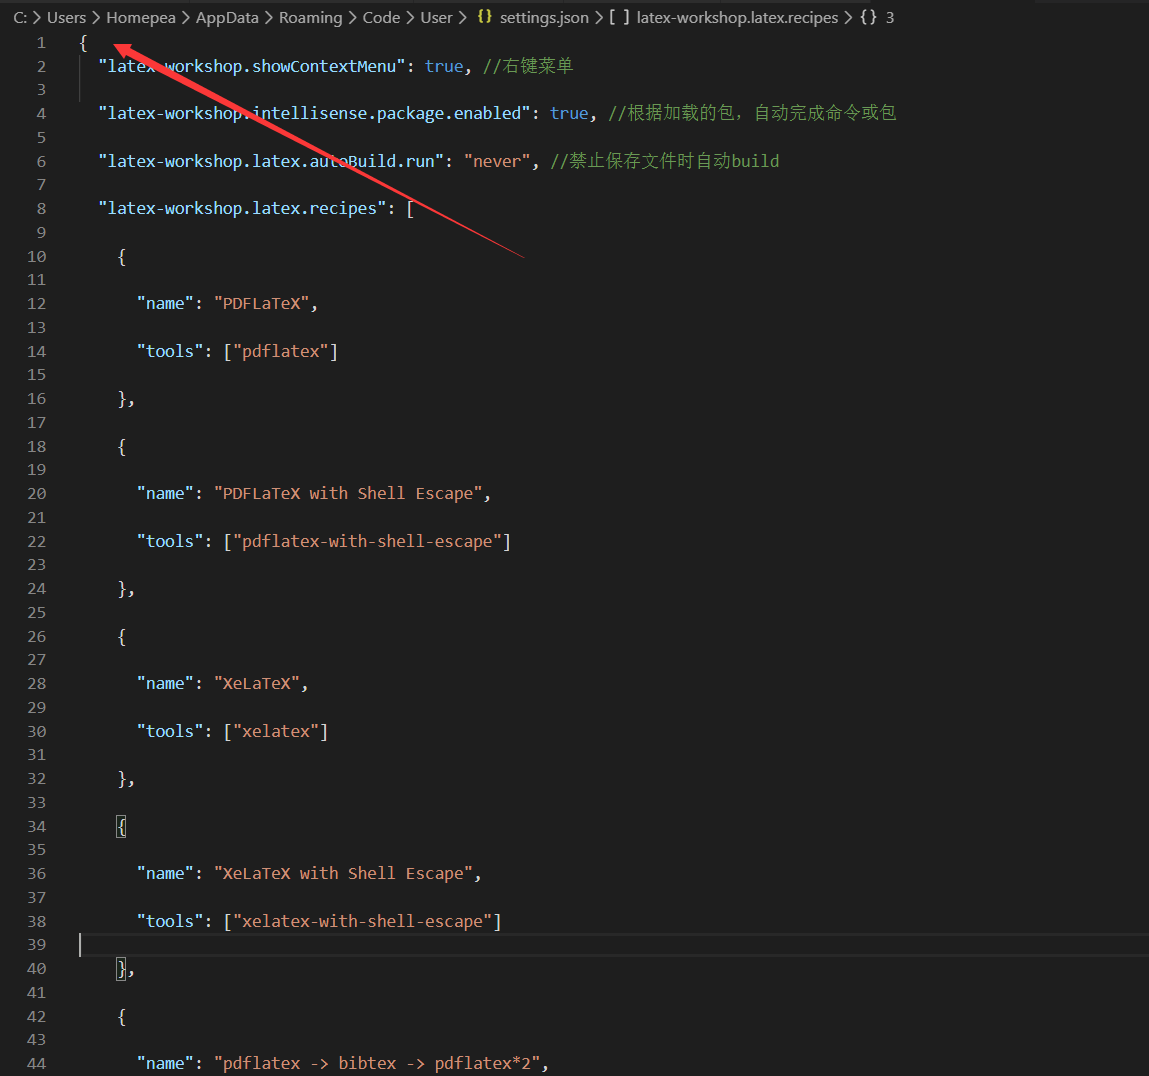 C: > Users > Homepea > AppData > Roaming > Code > User > {} settings.json > [ ] latex-workshop.latex.recipes > {} 3
1 {
2 "latex-workshop.showContextMenu": true, //右键菜单
3
4 "latex-workshop.intellisense.package.enabled": true, //根据加载的包，自动完成命令或包
5
6 "latex-workshop.latex.autoBuild.run": "never", //禁止保存文件时自动build
7
8 "latex-workshop.latex.recipes": [
9
10 {
11
12 "name": "PDFLaTeX",
13
14 "tools": ["pdflatex"]
15
16 },
17
18 {
19
20 "name": "PDFLaTeX with Shell Escape",
21
22 "tools": ["pdflatex-with-shell-escape"]
23
24 },
25
26 {
27
28 "name": "XeLaTeX",
29
30 "tools": ["xelatex"]
31
32 },
33
34 {
35
36 "name": "XeLaTeX with Shell Escape",
37
38 "tools": ["xelatex-with-shell-escape"]
39
40 },
41
42 {
43
44 "name": "pdflatex -> bibtex -> pdflatex*2",